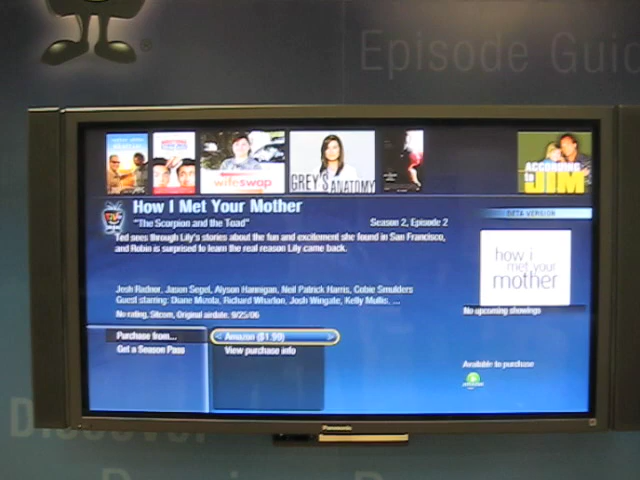 Episode Guid
wifeswap
GREY'S ANATOMY
ACCORDING
to JIM
TiVo
How I Met Your Mother
BETA VERSION
"The Scorpion and the Toad"
Season 2, Episode 2
Ted sees through Lily's stories about the fun and excitement she found in San Francisco,
and Robin is surprised to learn the real reason Lily came back.
how i
met your
mother
Josh Radnor, Jason Segel, Alyson Hannigan, Neil Patrick Harris, Cobie Smulders
Guest starring: Diane Mizota, Richard Wharton, Josh Wingate, Kelly Mullis, ...
No upcoming showings
No rating, Sitcom, Original airdate: 9/25/06
Purchase from...
Amazon ($1.99)
Get a Season Pass
View purchase info
Available to purchase
Panasonic
Discover